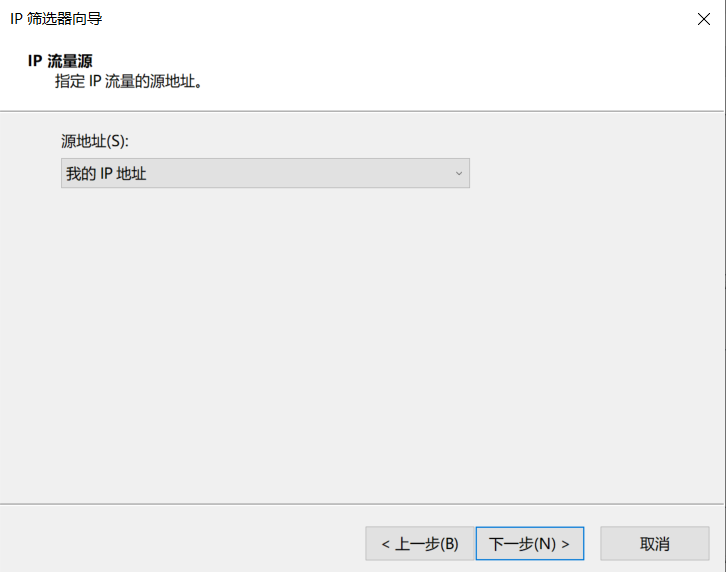 IP 筛选器向导
IP 流量源
指定 IP 流量的源地址。
源地址(S):
我的 IP 地址
< 上一步(B) 下一步(N) > 取消